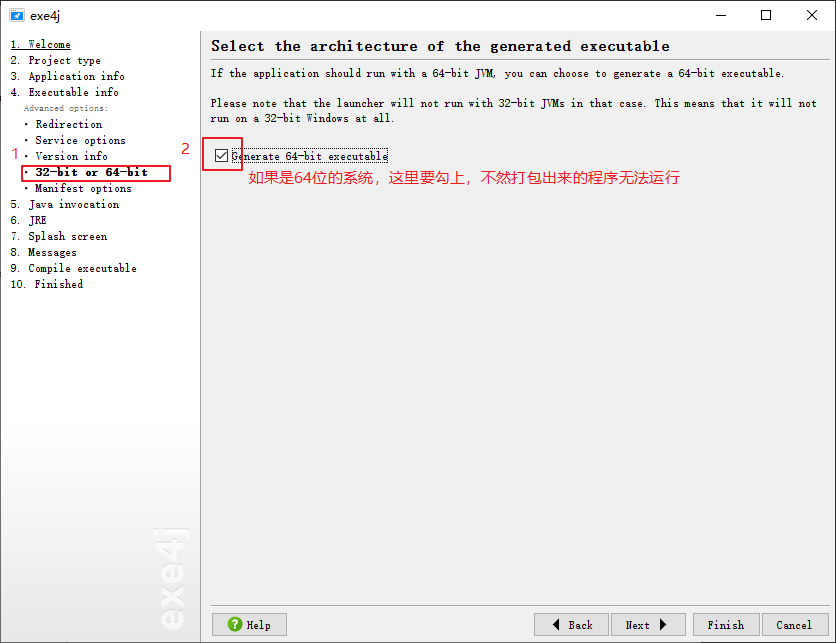 exe4j
1. Welcome
2. Project type
3. Application info
4. Executable info
Advanced options:
· Redirection
· Service options
1
· Version info
· 32-bit or 64-bit
· Manifest options
5. Java invocation
6. JRE
7. Splash screen
8. Messages
9. Compile executable
10. Finished
exe4j
Select the architecture of the generated executable
If the application should run with a 64-bit JVM, you can choose to generate a 64-bit executable.
Please note that the launcher will not run with 32-bit JVMs in that case. This means that it will not
run on a 32-bit Windows at all.
2
Generate 64-bit executable
如果是64位的系统，这里要勾上，不然打包出来的程序无法运行
? Help
Back
Next
Finish
Cancel